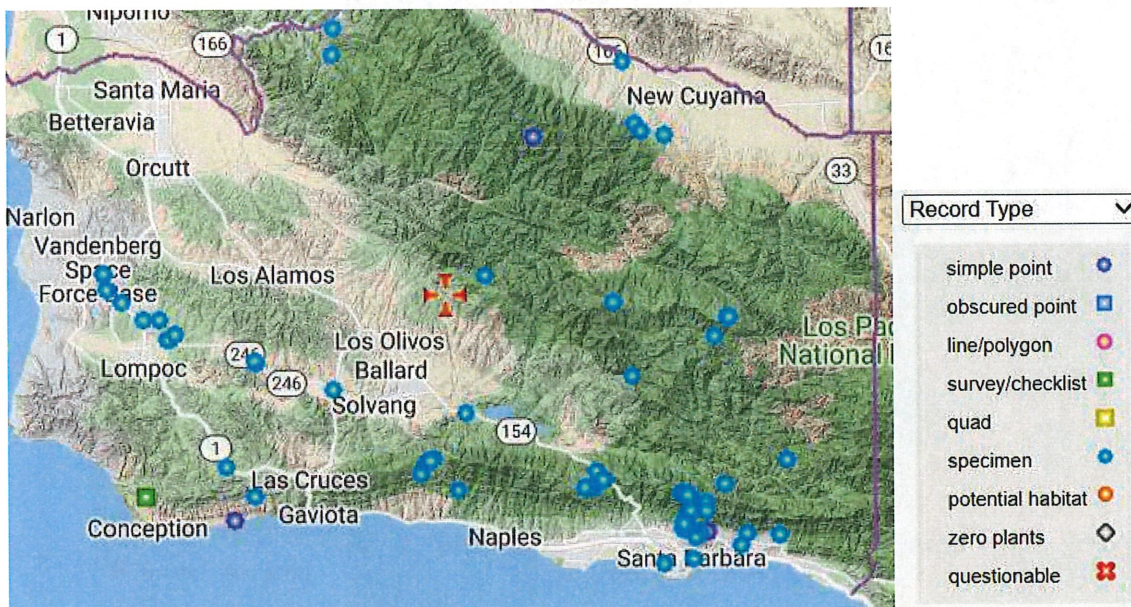 Nipomo
1
166
166
16
Santa Maria
New Cuyama
Betteravia
Orcutt
33
Narlon
Vandenberg
Space
Force Base
Los Alamos
Los Pa
National
Los Olivos
Ballard
Lompoc
246
246
Solvang
154
1
Las Cruces
Gaviota
Conception
Naples
Santa Barbara
Record Type
simple point
obscured point
line/polygon
survey/checklist
quad
specimen
potential habitat
zero plants
questionable